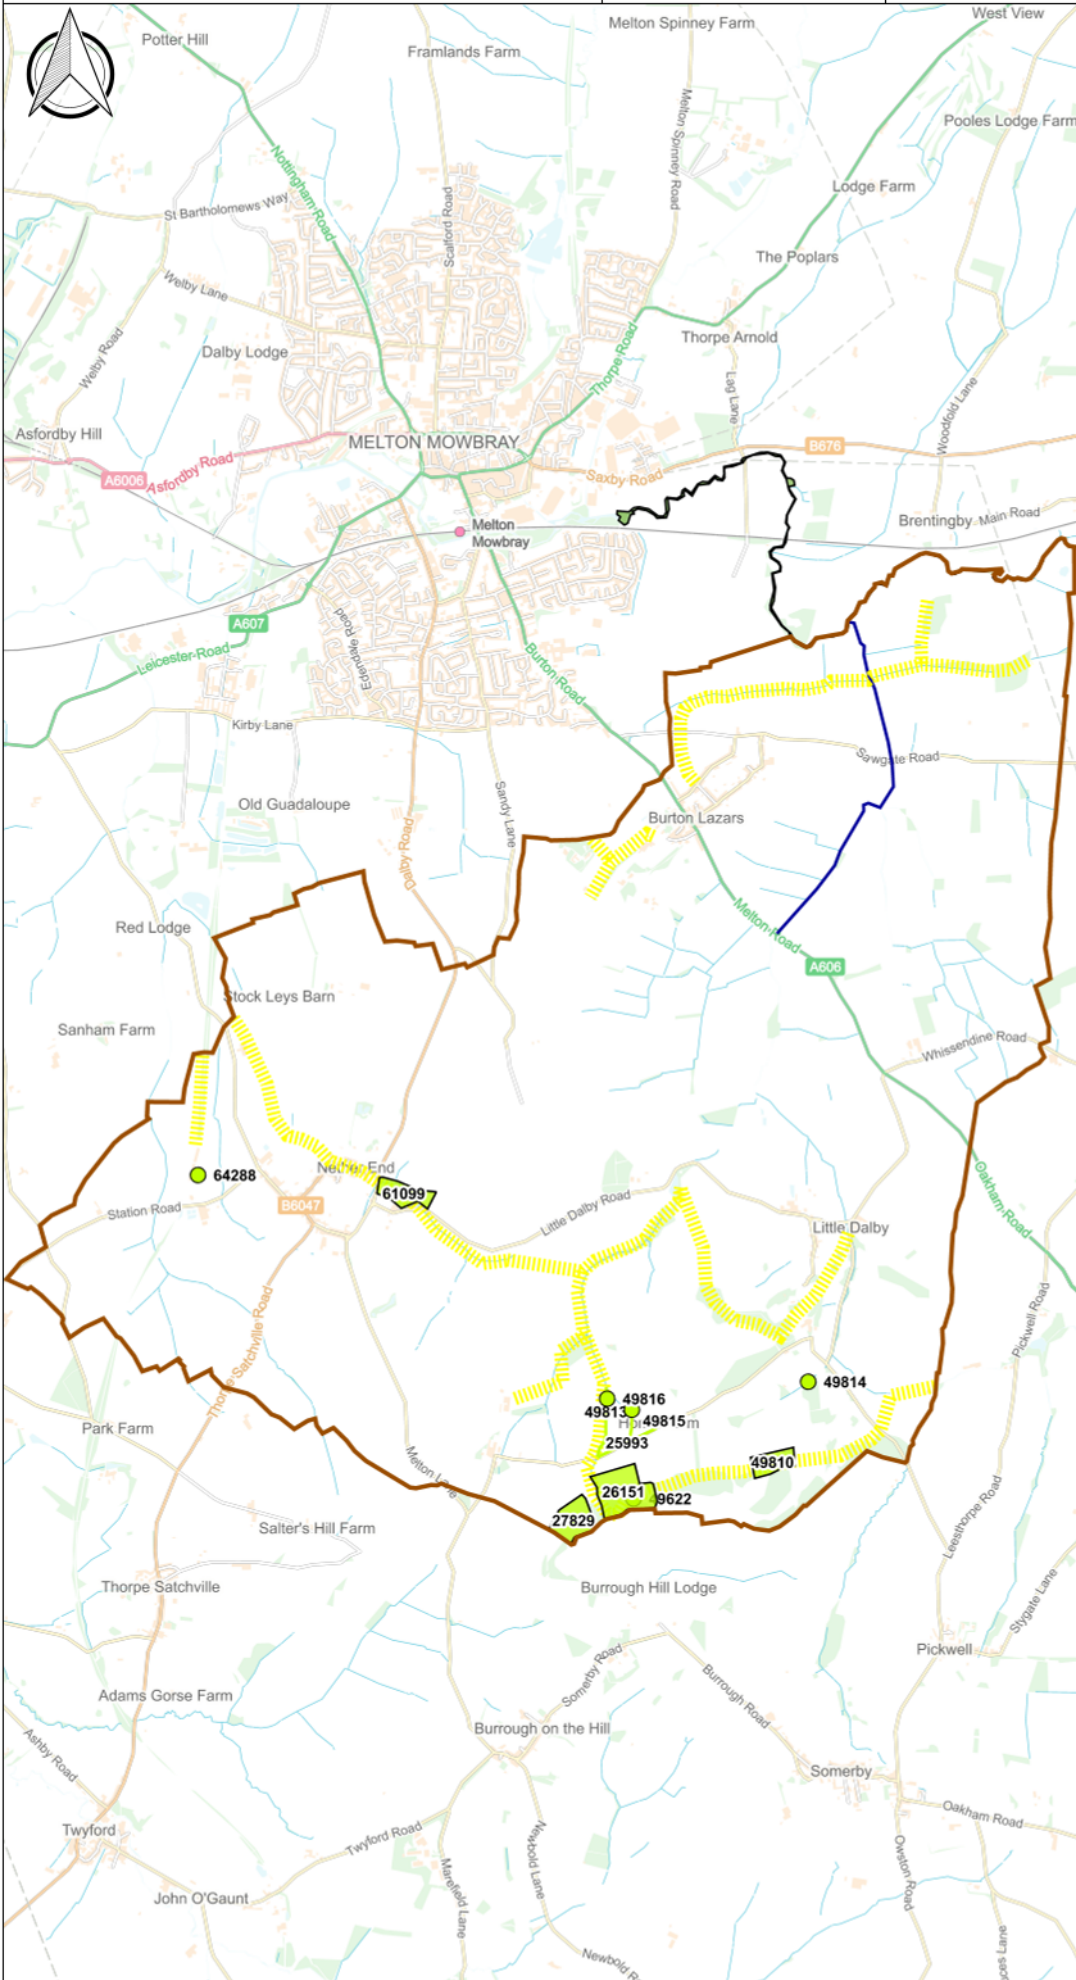 West View
Melton Spinney Farm
Potter Hill
Framlands Farm
Pooles Lodge Farm
Melton Spinney Road
Nottingham Road
Lodge Farm
St Bartholomews Way
Scalford Road
The Poplars
Welby Lane
Thorpe Arnold
Dalby Lodge
Welby Road
Thorpe Road
Lag Lane
Woodfold Lane
Asfordby Hill
MELTON MOWBRAY
B676
A6006
Asfordby Road
Saxby Road
Brentingby
Main Road
Melton
Mowbray
A607
Leicester Road
Edendale Road
Burton Road
Kirby Lane
Sawgate Road
Old Guadaloupe
Sandy Lane
Burton Lazars
Dalby Road
Red Lodge
Melton Road
A606
Stock Leys Barn
Sanham Farm
Whissendine Road
Nether End
64288
61099
Oakham Road
Station Road
B6047
Little Dalby Road
Little Dalby
Pickwell Road
Thorpe Satchville Road
49814
49816
49813
49815
Park Farm
25993
Melton Lane
49810
26151
49622
27829
Salter's Hill Farm
Leesthorpe Road
Thorpe Satchville
Burrough Hill Lodge
Stygate Lane
Pickwell
Somerby Road
Burrough Road
Adams Gorse Farm
Burrough on the Hill
Ashby Road
Somerby
Oakham Road
Twyford
Twyford Road
Newbold Lane
Marefield Lane
Owston Road
John O'Gaunt
Newbold R
ces Lane